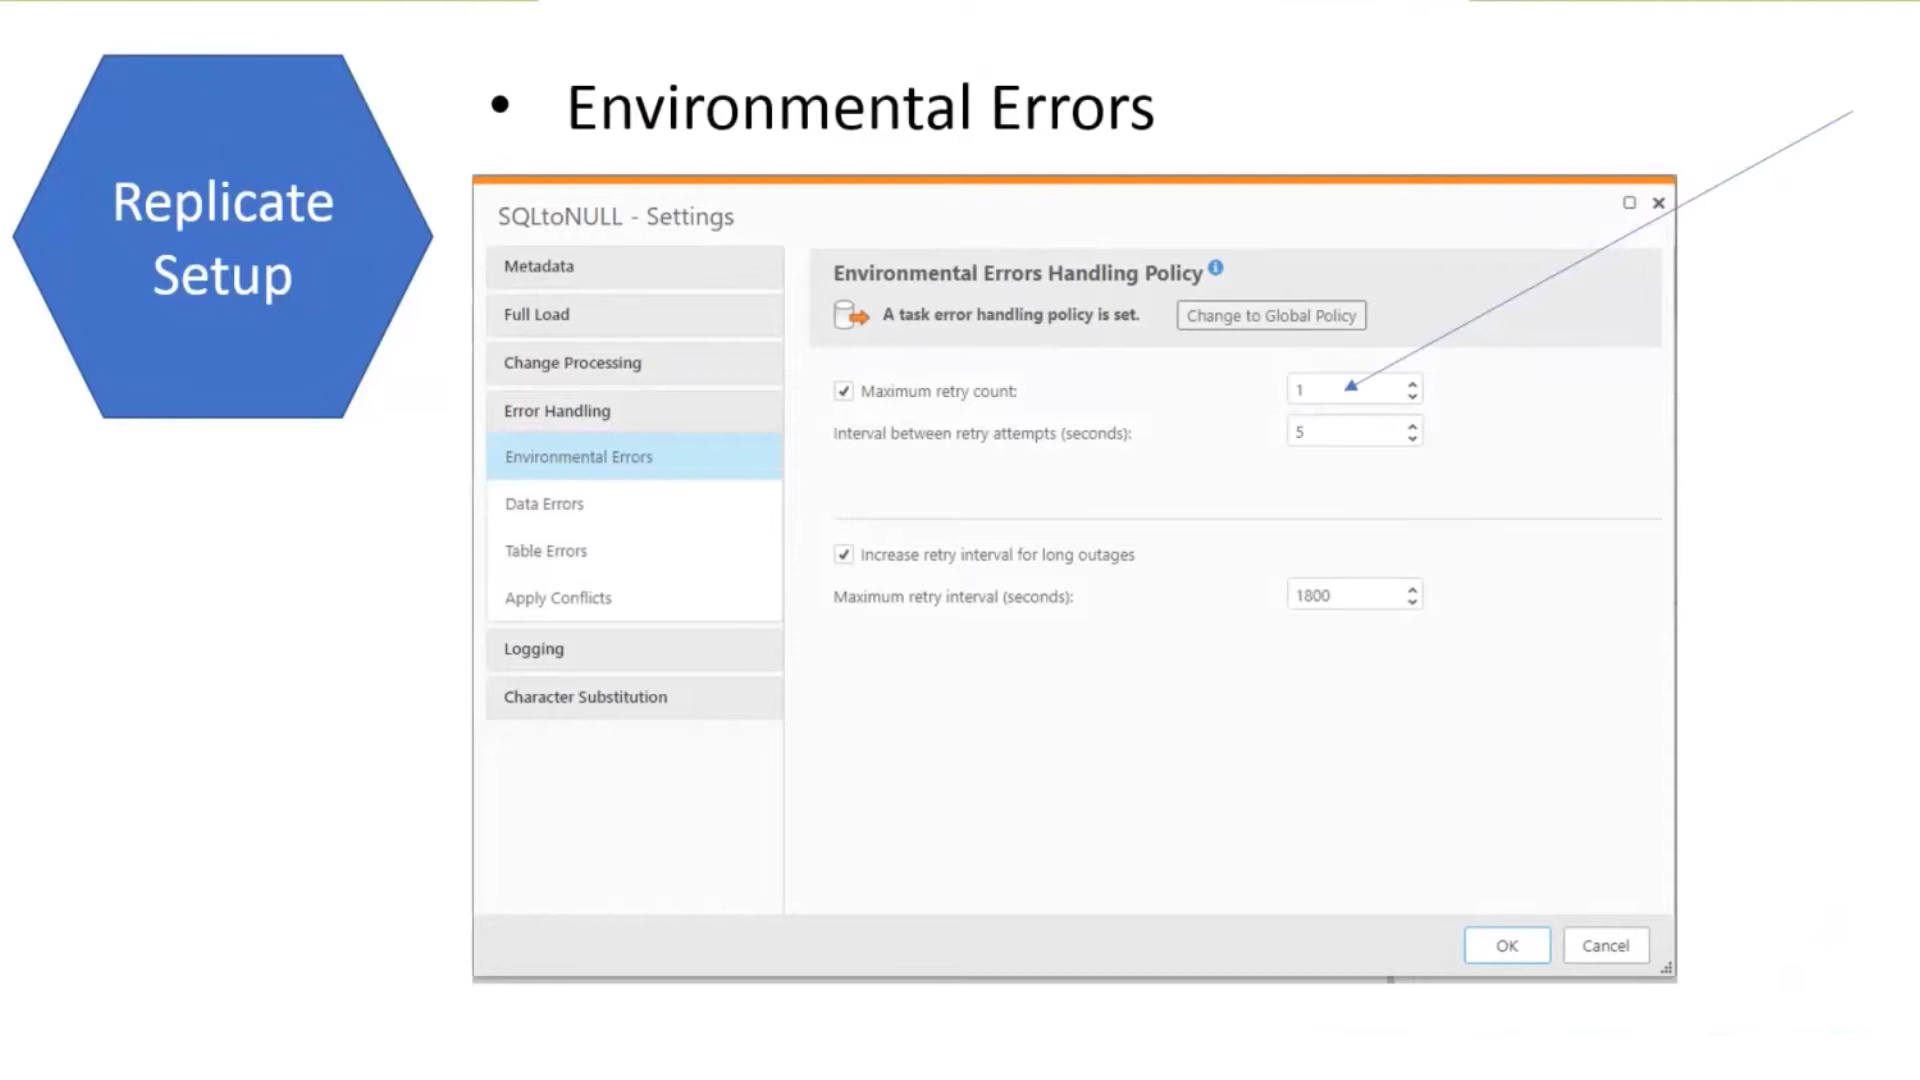 Replicate
Setup
• Environmental Errors
SQLtoNULL - Settings
Metadata
Full Load
Change Processing
Error Handling
Environmental Errors
Data Errors
Table Errors
Apply Conflicts
Logging
Character Substitution
Environmental Errors Handling Policy
A task error handling policy is set.
Change to Global Policy
Maximum retry count: 1
Interval between retry attempts (seconds): 5
Increase retry interval for long outages
Maximum retry interval (seconds): 1800
OK
Cancel